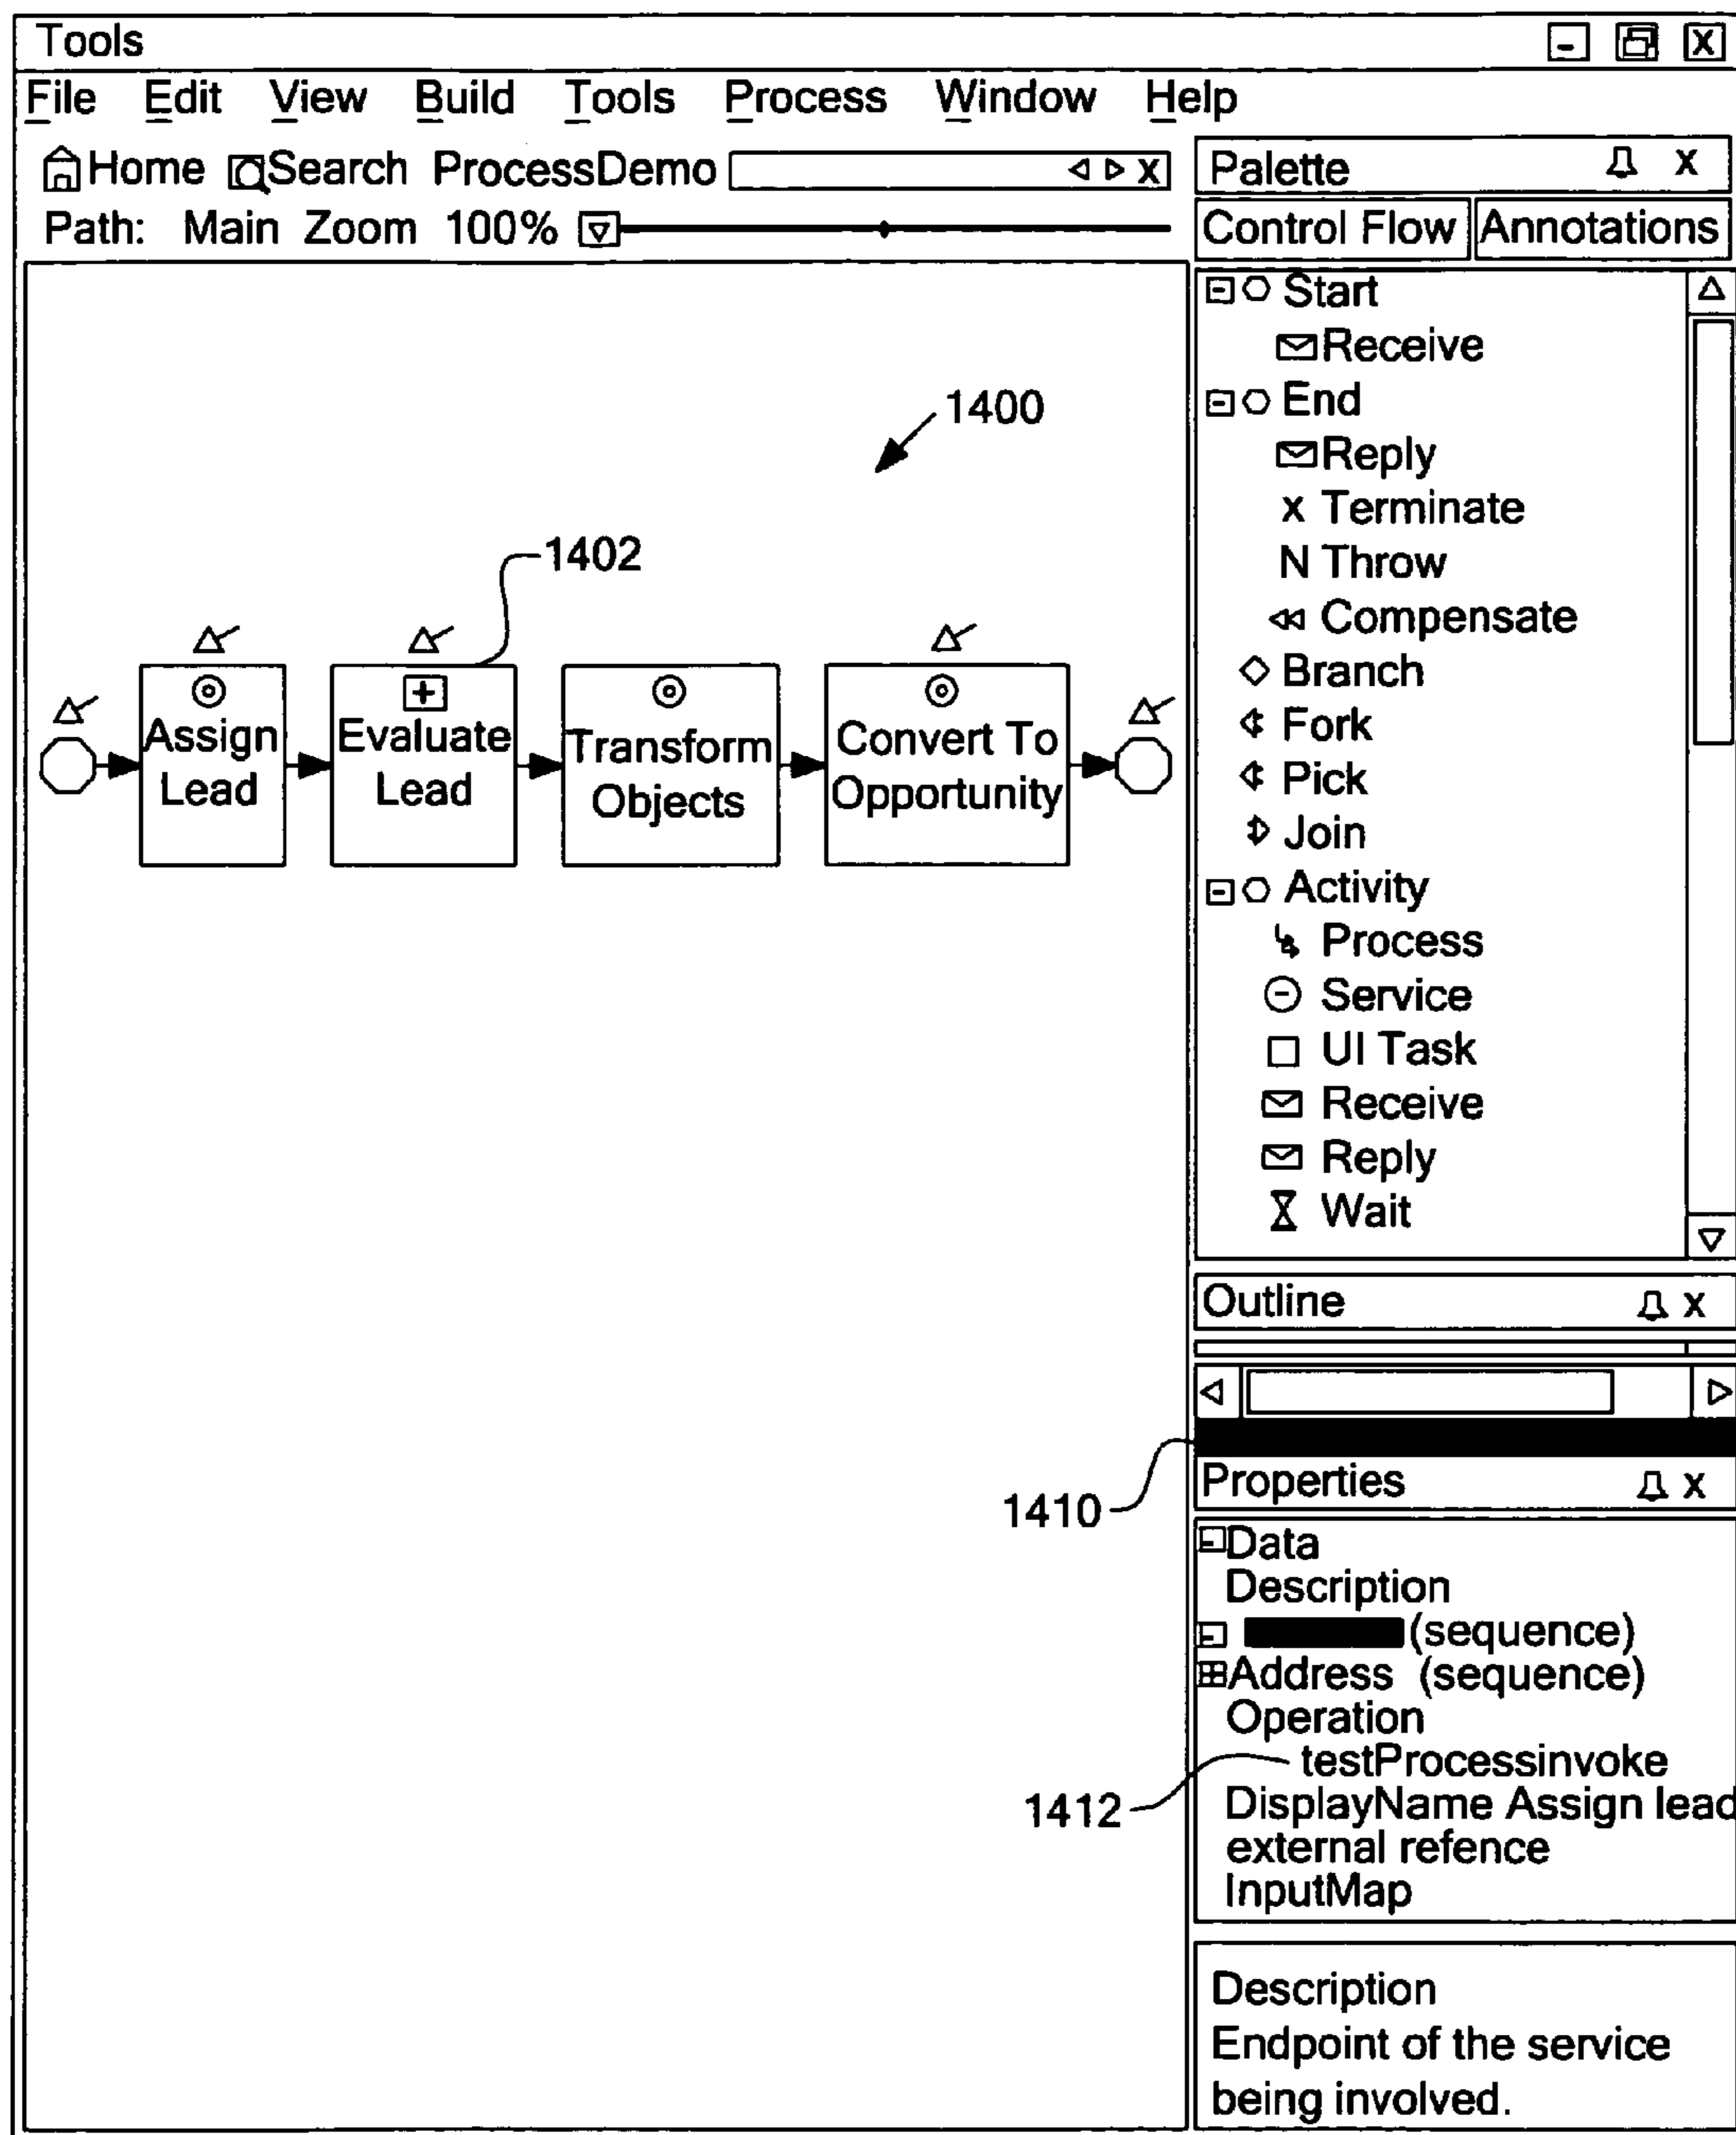 Tools
File Edit View Build Tools Process Window Help
Home Search ProcessDemo
Path: Main Zoom 100%
Palette X
Control Flow Annotations
Start
Receive
End
Reply
X Terminate
N Throw
Compensate
Branch
Fork
Pick
Join
Activity
Process
Service
UI Task
Receive
Reply
Wait
1400
1402
Assign
Lead
Evaluate
Lead
Transform
Objects
Convert To
Opportunity
Outline X
1410
Properties X
Data
Description
(sequence)
Address (sequence)
Operation
testProcessinvoke
1412
DisplayName Assign lead
external refence
InputMap
Description
Endpoint of the service
being involved.